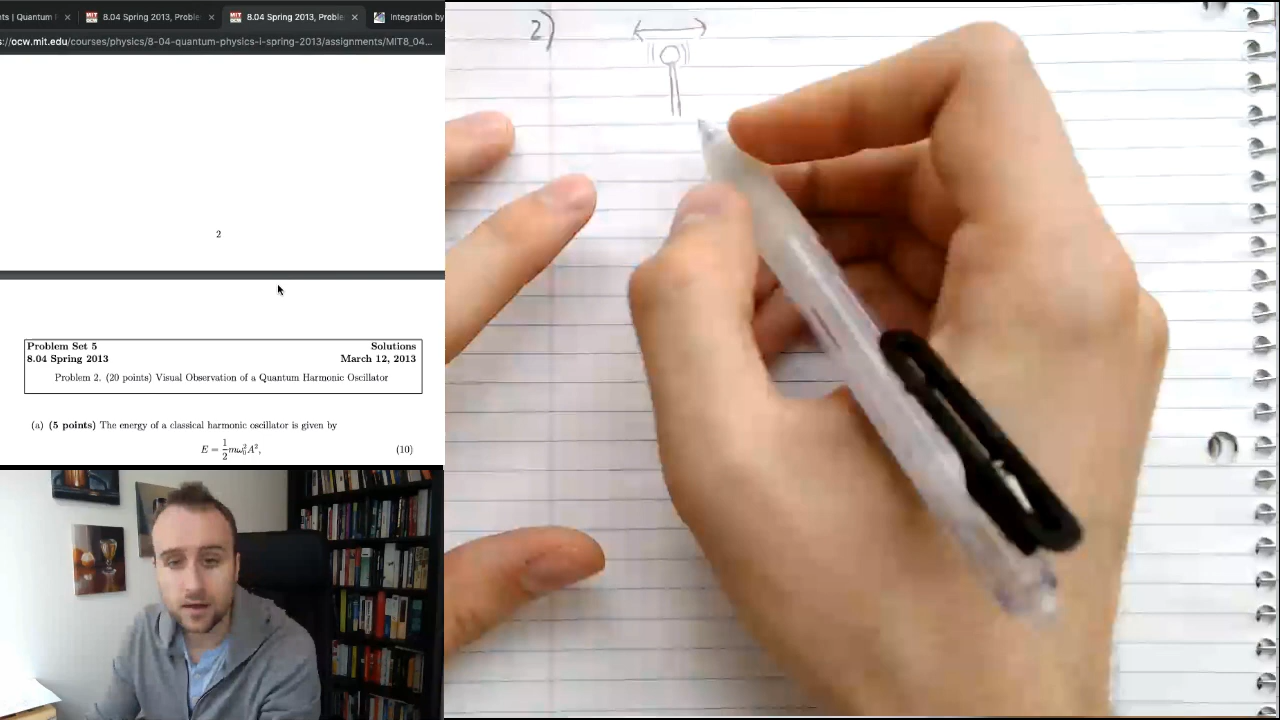 ts | Quantum
8.04 Spring 2013, Proble
8.04 Spring 2013, Proble
Integration by
://ocw.mit.edu/courses/physics/8-04-quantum-physics-i-spring-2013/assignments/MIT8_04...
2
Problem Set 5 Solutions
8.04 Spring 2013 March 12, 2013
Problem 2. (20 points) Visual Observation of a Quantum Harmonic Oscillator
(a) (5 points) The energy of a classical harmonic oscillator is given by
E = 1/2 mω₀²A², (10)
2)